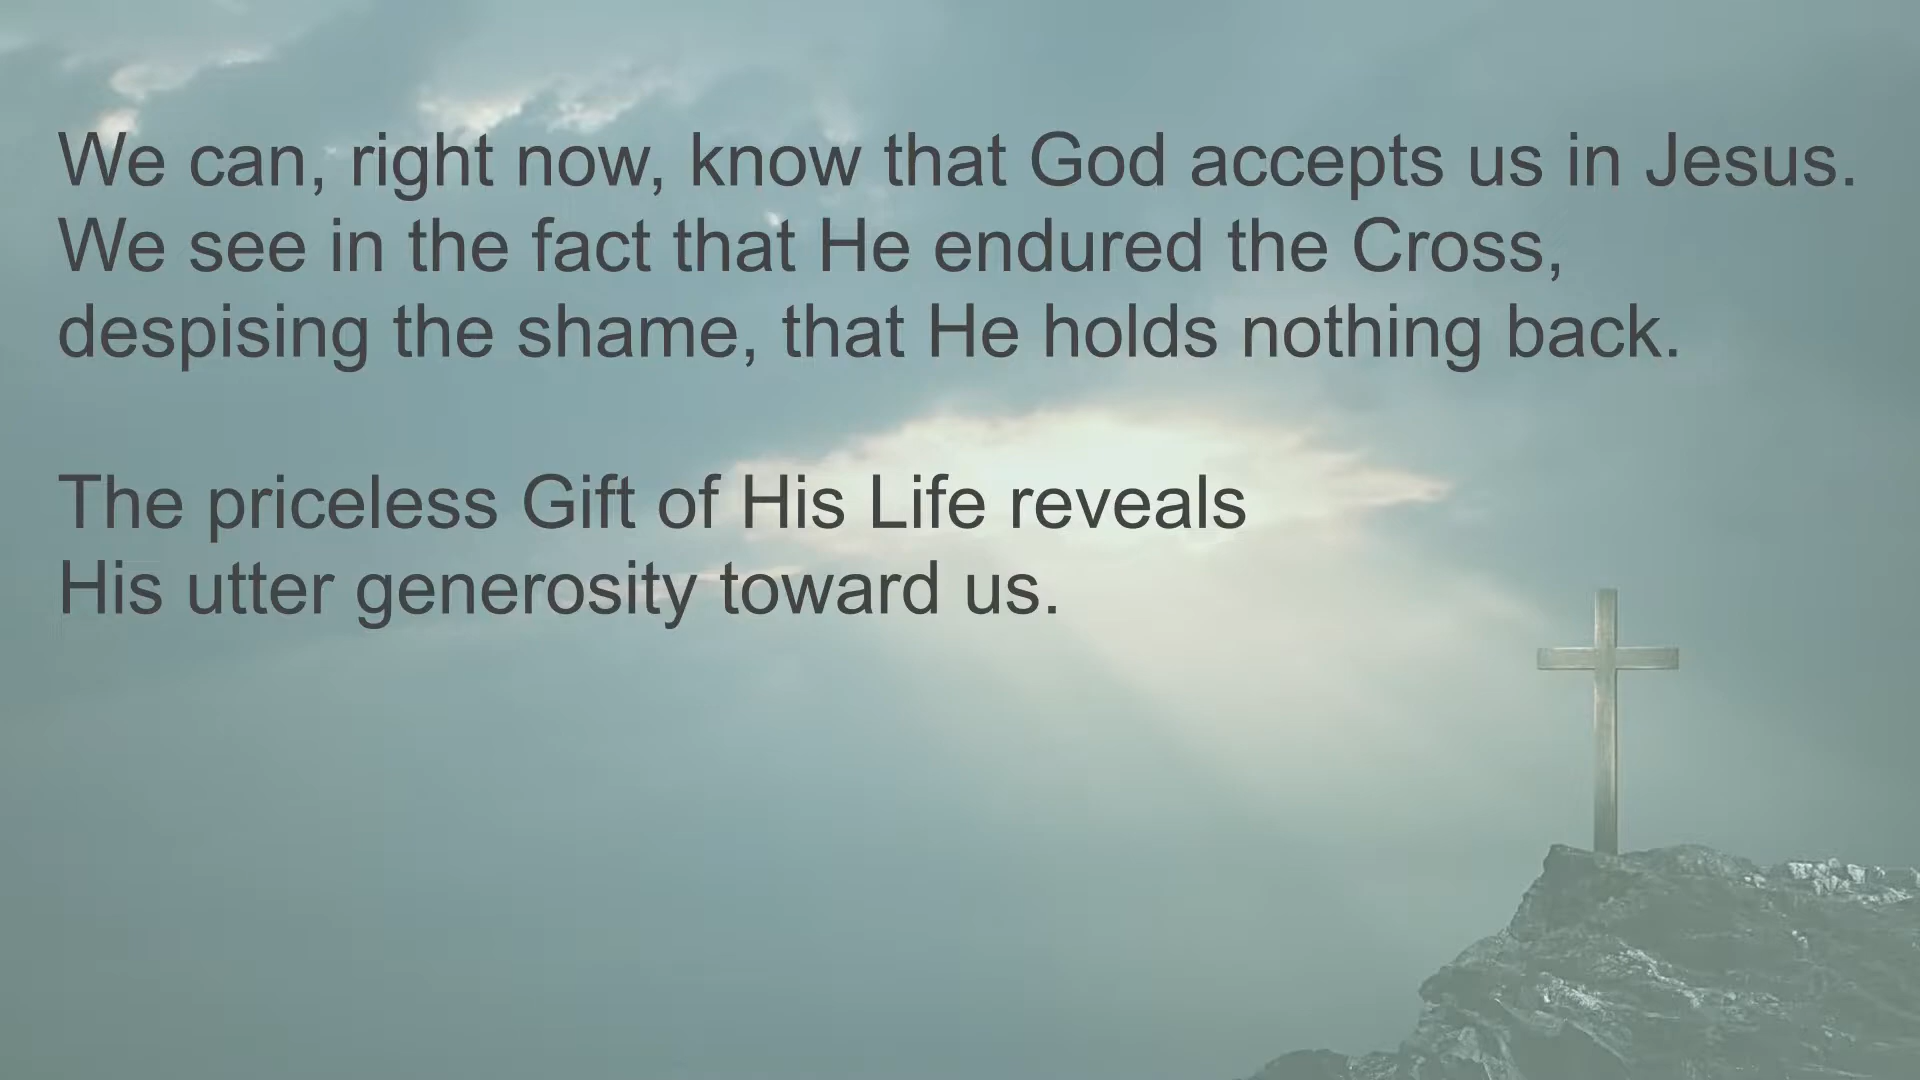 We can, right now, know that God accepts us in Jesus.
We see in the fact that He endured the Cross,
despising the shame, that He holds nothing back.
The priceless Gift of His Life reveals
His utter generosity toward us.